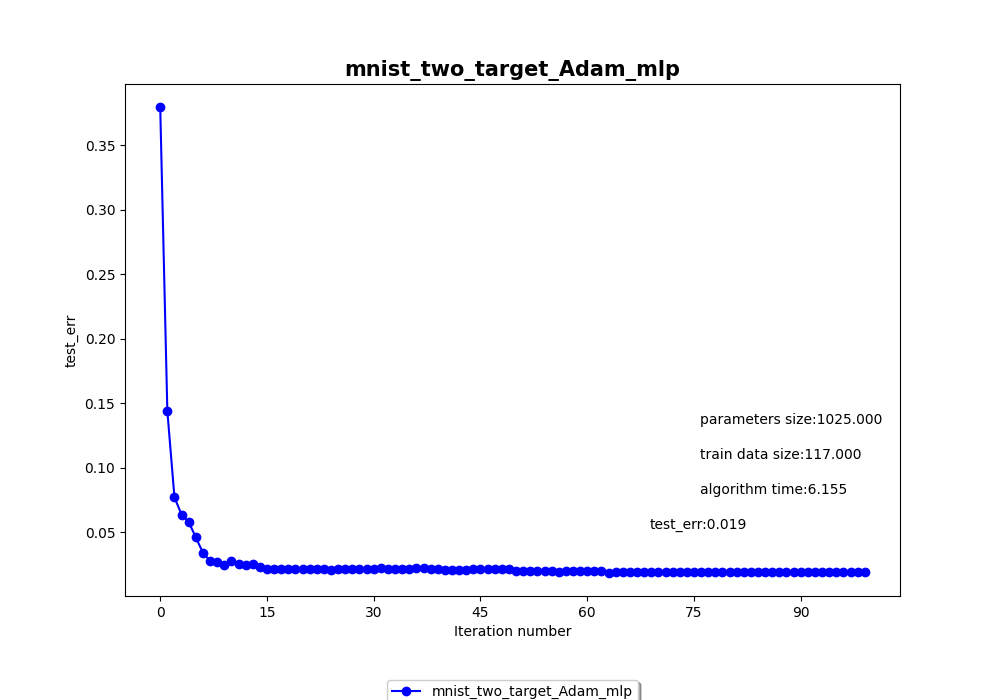 mnist_two_target_Adam_mlp
0.35
0.30
0.25
0.20
0.15
0.10
0.05
test_err
parameters size:1025.000
train data size:117.000
algorithm time:6.155
test_err:0.019
0 15 30 45 60 75 90
Iteration number
mnist_two_target_Adam_mlp